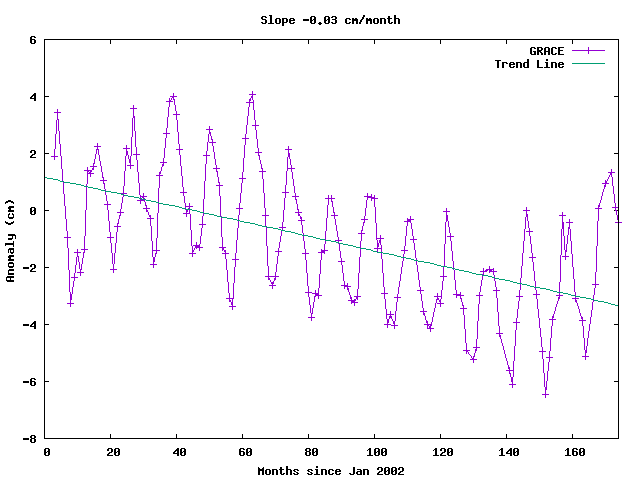 Slope -0.03 cm/month
GRACE
Trend Line
6
4
2
0
-2
-4
-6
-8
Anomaly (cm)
0 20 40 60 80 100 120 140 160
Months since Jan 2002